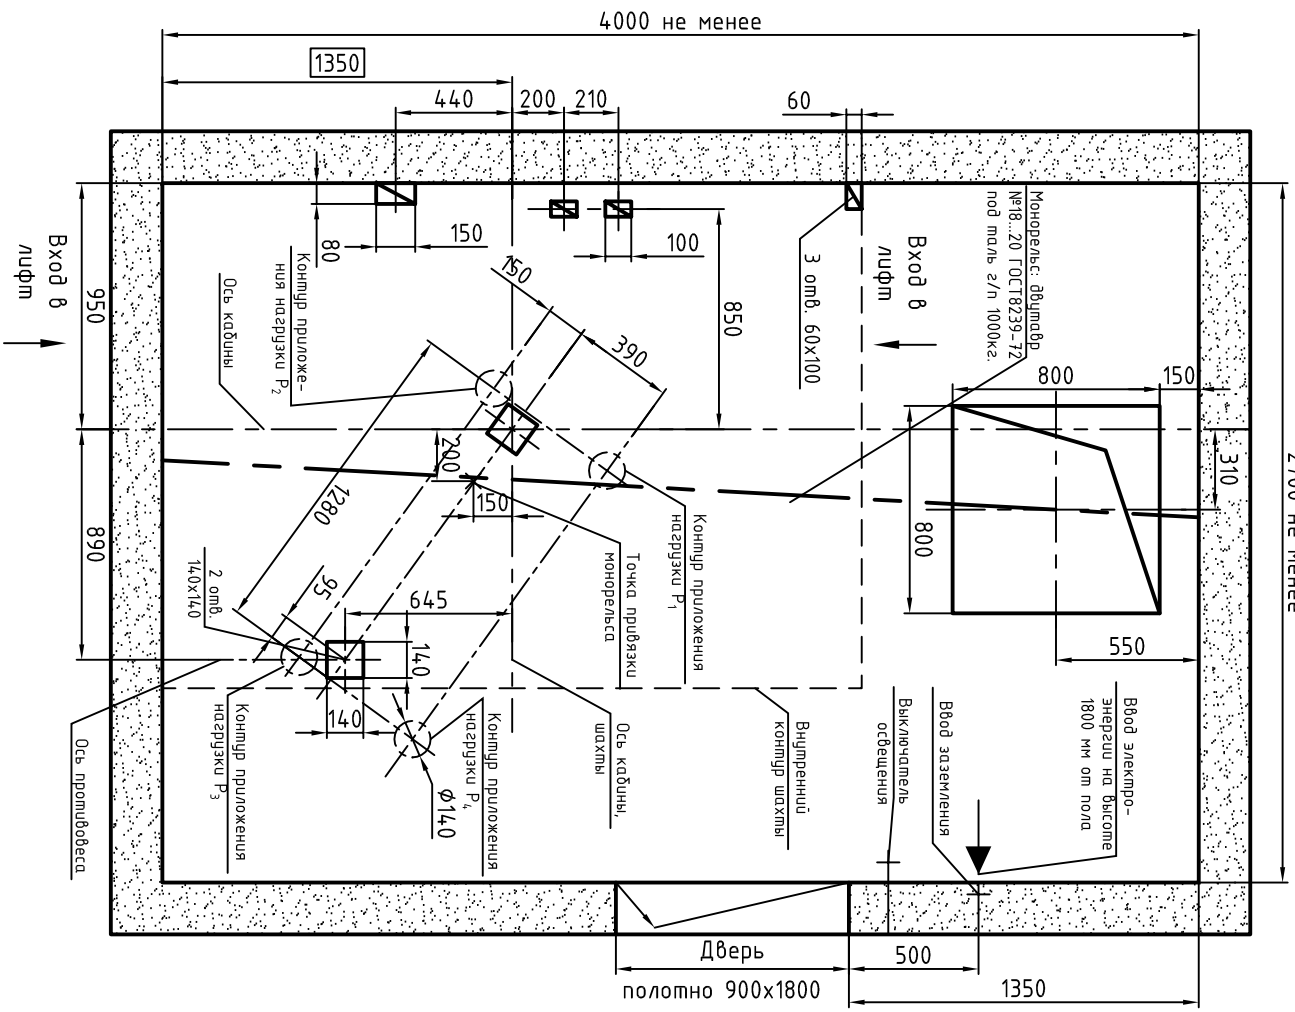 4000 не менее
1350
440
200
210
60
80
150
100
150
390
850
950
890
Вход в
лифт
Ось кабины
Контур приложе-
ния нагрузки Р2
3 отв. 60х100
Вход в
лифт
Монорельс: двутавр
№18...20 ГОСТ8239-72
под таль г/п 1000кг.
800
150
310
800
550
2700 не менее
1280
200
150
95
645
2 отв.
140х140
140
140
Ø140
Контур приложения
нагрузки Р1
Точка привязки
монорельса
Контур приложения
нагрузки Р3
Контур приложения
нагрузки Р4
Ось противовеса
Ось кабины,
шахты
Внутренний
контур шахты
Выключатель
освещения
Ввод заземления
Ввод электро-
энергии на высоте
1800 мм от пола
Дверь
полотно 900х1800
500
1350